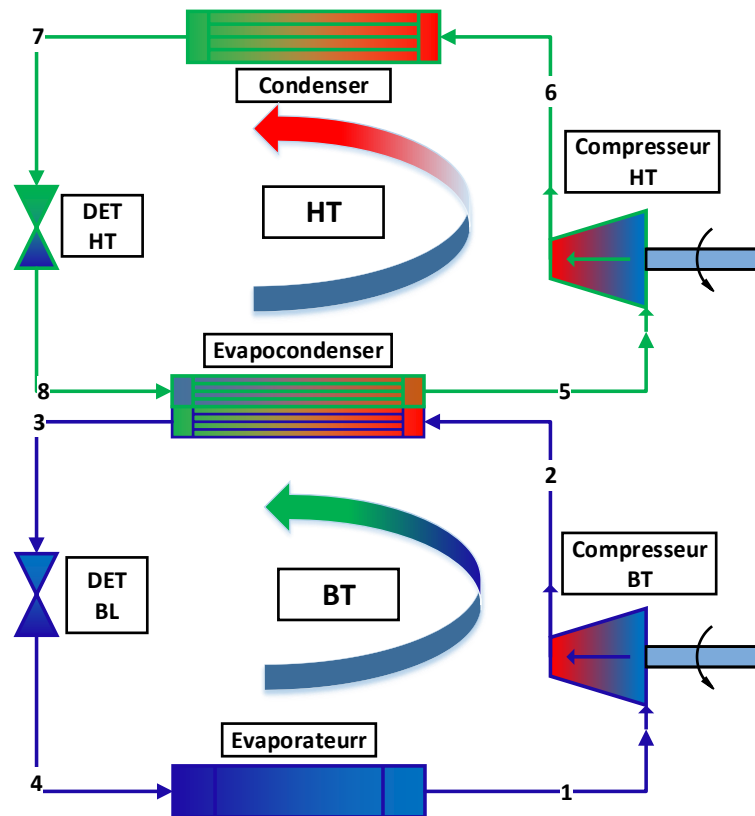 7
Condenser
6
Compresseur
HT
DET
HT
HT
Evapocondenser
8
5
3
2
Compresseur
BT
DET
BL
BT
Evaporateurr
4
1